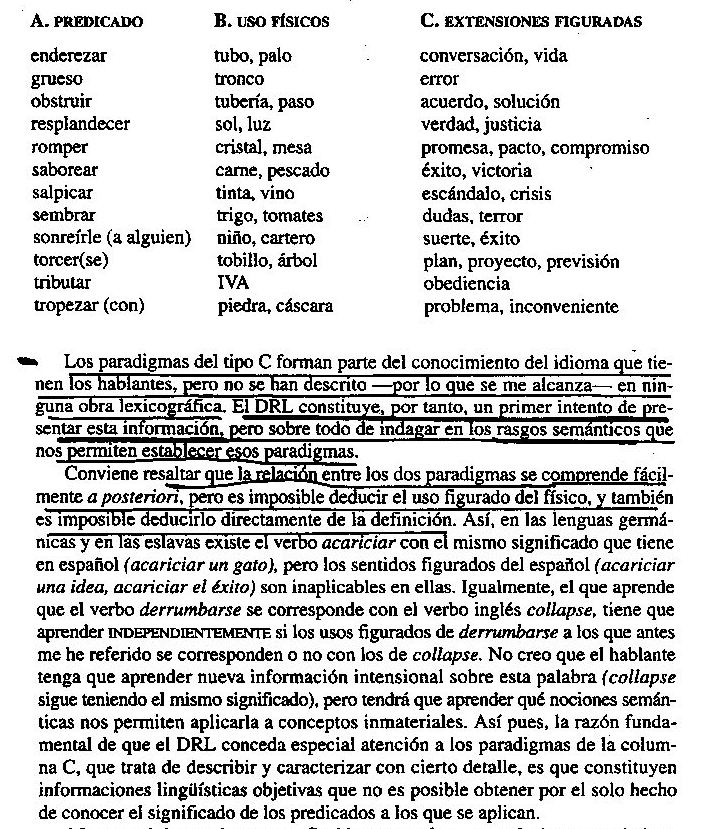 A. PREDICADO B. USO FÍSICOS C. EXTENSIONES FIGURADAS
enderezar tubo, palo conversación, vida
grueso tronco error
obstruir tubería, paso acuerdo, solución
resplandecer sol, luz verdad, justicia
romper cristal, mesa promesa, pacto, compromiso
saborear carne, pescado éxito, victoria
salpicar tinta, vino escándalo, crisis
sembrar trigo, tomates dudas, terror
sonreírle (a alguien) niño, cartero suerte, éxito
torcer(se) tobillo, árbol plan, proyecto, previsión
tributar IVA obediencia
tropezar (con) piedra, cáscara problema, inconveniente
Los paradigmas del tipo C forman parte del conocimiento del idioma que tie-
nen los hablantes, pero no se han descrito —por lo que se me alcanza— en nin-
guna obra lexicográfica. El DRL constituye, por tanto, un primer intento de pre-
sentar esta información, pero sobre todo de indagar en los rasgos semánticos que
nos permiten establecer esos paradigmas.
Conviene resaltar que la relación entre los dos paradigmas se comprende fácil-
mente a posteriori, pero es imposible deducir el uso figurado del físico, y también
es imposible deducirlo directamente de la definición. Así, en las lenguas germá-
nicas y en las eslavas existe el verbo acariciar con el mismo significado que tiene
en español (acariciar un gato), pero los sentidos figurados del español (acariciar
una idea, acariciar el éxito) son inaplicables en ellas. Igualmente, el que aprende
que el verbo derrumbarse se corresponde con el verbo inglés collapse, tiene que
aprender INDEPENDIENTEMENTE si los usos figurados de derrumbarse a los que antes
me he referido se corresponden o no con los de collapse. No creo que el hablante
tenga que aprender nueva información intensional sobre esta palabra (collapse
sigue teniendo el mismo significado), pero tendrá que aprender qué nociones semán-
ticas nos permiten aplicarla a conceptos inmateriales. Así pues, la razón funda-
mental de que el DRL conceda especial atención a los paradigmas de la colum-
na C, que trata de describir y caracterizar con cierto detalle, es que constituyen
informaciones lingüísticas objetivas que no es posible obtener por el solo hecho
de conocer el significado de los predicados a los que se aplican.